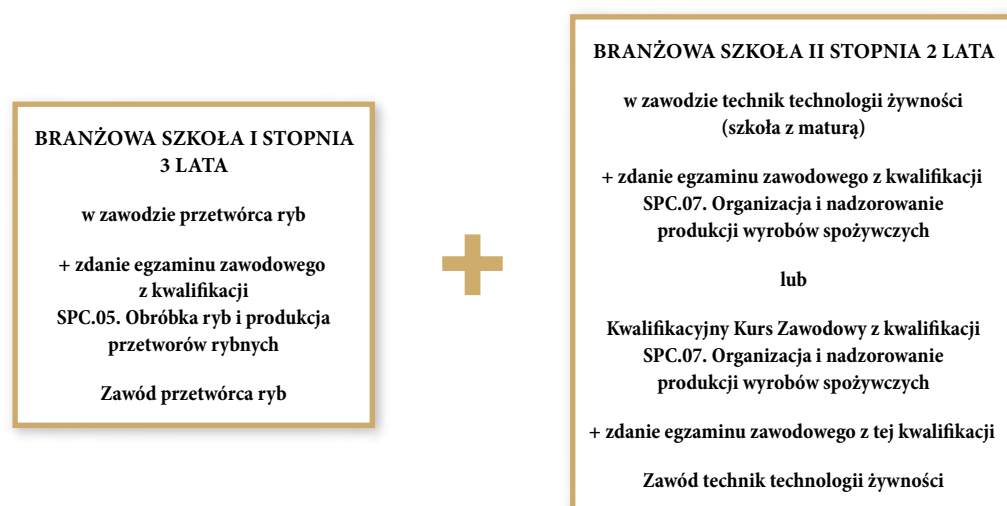 BRANŻOWA SZKOŁA I STOPNIA
3 LATA
w zawodzie przetwórca ryb
+ zdanie egzaminu zawodowego
z kwalifikacji
SPC.05. Obróbka ryb i produkcja
przetworów rybnych
Zawód przetwórca ryb
+
BRANŻOWA SZKOŁA II STOPNIA 2 LATA
w zawodzie technik technologii żywności
(szkoła z maturą)
+ zdanie egzaminu zawodowego z kwalifikacji
SPC.07. Organizacja i nadzorowanie
produkcji wyrobów spożywczych
lub
Kwalifikacyjny Kurs Zawodowy z kwalifikacji
SPC.07. Organizacja i nadzorowanie
produkcji wyrobów spożywczych
+ zdanie egzaminu zawodowego z tej kwalifikacji
Zawód technik technologii żywności